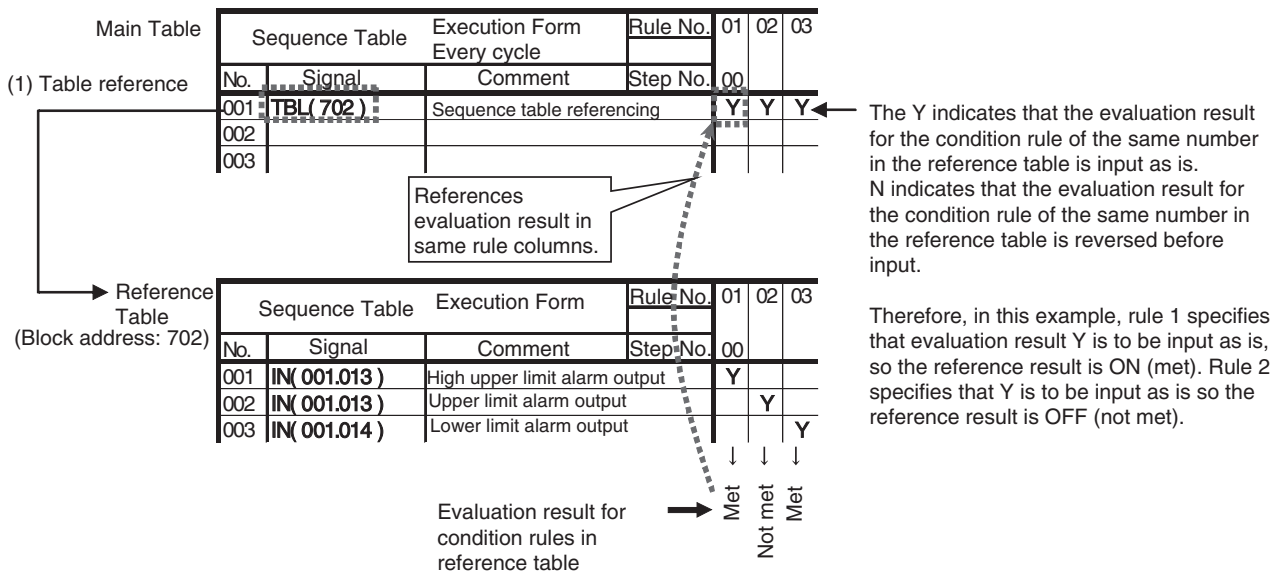 Main Table
Sequence Table
Execution Form
Every cycle
Rule No. 01 02 03
(1) Table reference
No. Signal Comment Step No. 00
001 TBL( 702 ) Sequence table referencing Y Y Y
002
003
The Y indicates that the evaluation result
for the condition rule of the same number
in the reference table is input as is.
N indicates that the evaluation result for
the condition rule of the same number in
the reference table is reversed before
input.
Therefore, in this example, rule 1 specifies
that evaluation result Y is to be input as is,
so the reference result is ON (met). Rule 2
specifies that Y is to be input as is so the
reference result is OFF (not met).
References
evaluation result in
same rule columns.
Reference
Table
(Block address: 702)
Sequence Table Execution Form Rule No. 01 02 03
No. Signal Comment Step No. 00
001 IN( 001.013 ) High upper limit alarm output Y
002 IN( 001.013 ) Upper limit alarm output Y
003 IN( 001.014 ) Lower limit alarm output Y
↓ ↓ ↓
Met
Not met
Met
Evaluation result for
condition rules in
reference table